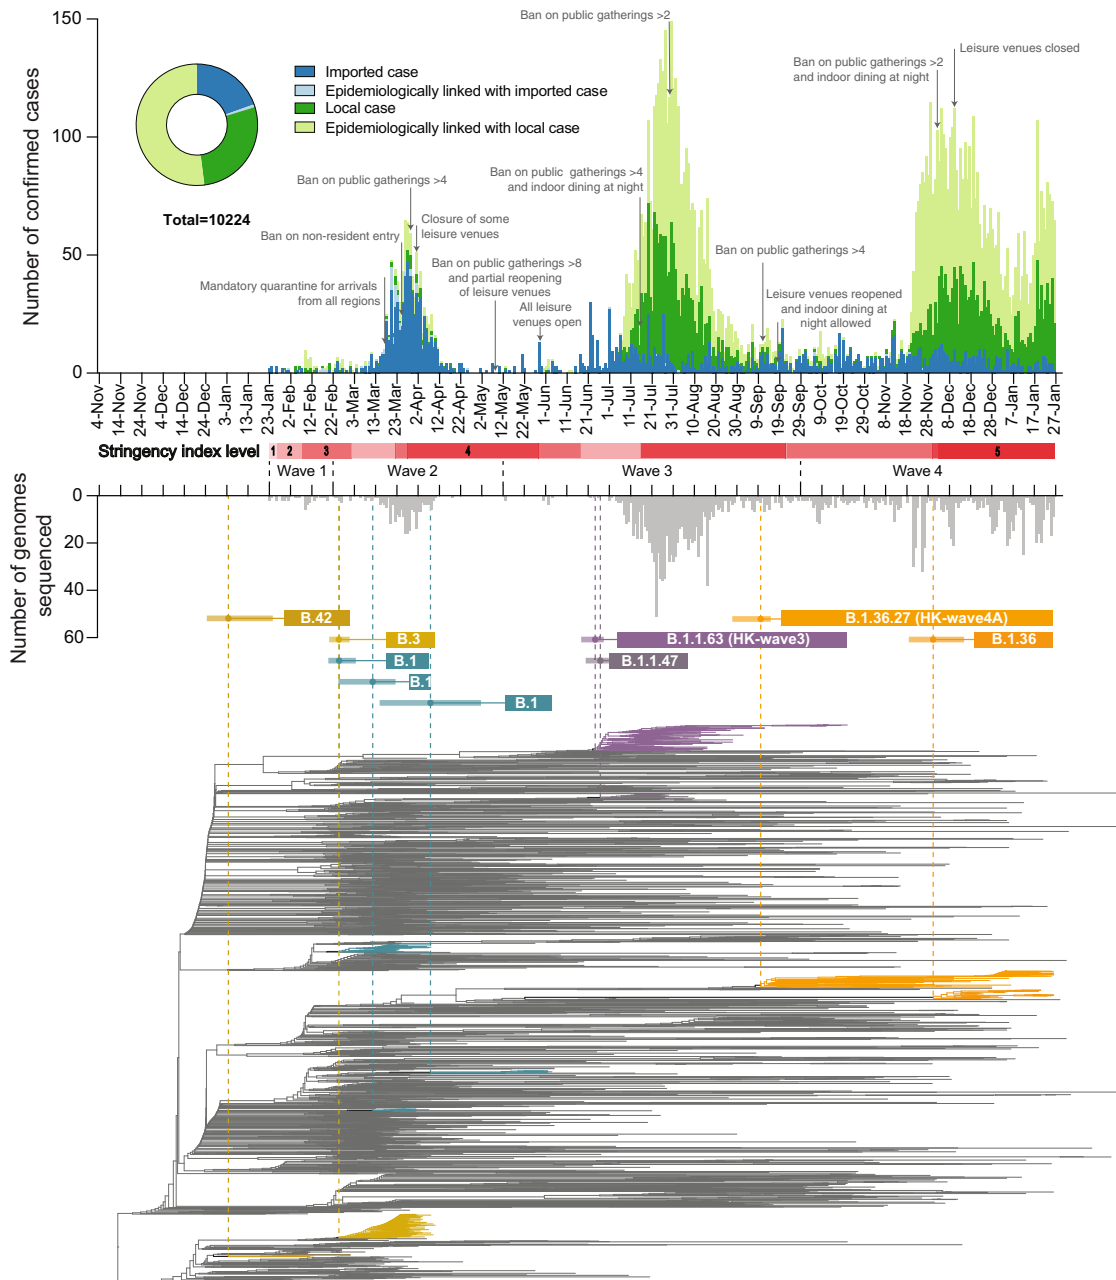 150
100
50
0
Number of confirmed cases
Imported case
Epidemiologically linked with imported case
Local case
Epidemiologically linked with local case
Total=10224
Ban on public gatherings >2
Leisure venues closed
Ban on public gatherings >2
and indoor dining at night
Ban on public gatherings >4
and indoor dining at night
Ban on public gatherings >4
Closure of some
leisure venues
Ban on non-resident entry
Ban on public gatherings >8
and partial reopening
of leisure venues
Ban on public gatherings >4
Mandatory quarantine for arrivals
from all regions
All leisure
venues open
Leisure venues reopened
and indoor dining at
night allowed
4-Nov
14-Nov
24-Nov
4-Dec
14-Dec
24-Dec
3-Jan
13-Jan
23-Jan
2-Feb
12-Feb
22-Feb
3-Mar
13-Mar
23-Mar
2-Apr
12-Apr
22-Apr
2-May
12-May
22-May
1-Jun
11-Jun
21-Jun
1-Jul
11-Jul
21-Jul
31-Jul
10-Aug
20-Aug
30-Aug
9-Sep
19-Sep
29-Sep
9-Oct
19-Oct
29-Oct
8-Nov
18-Nov
28-Nov
8-Dec
18-Dec
28-Dec
7-Jan
17-Jan
27-Jan
Stringency index level
1 2 3 4 5
Wave 1
Wave 2
Wave 3
Wave 4
0
20
40
60
Number of genomes
sequenced
B.42
B.1.36.27 (HK-wave4A)
B.3
B.1.1.63 (HK-wave3)
B.1.36
B.1
B.1.1.47
B.1
B.1